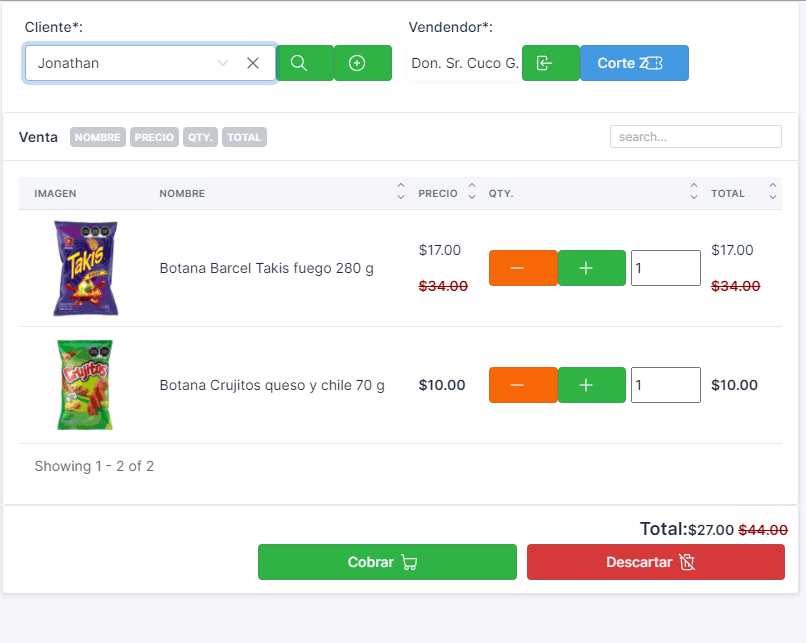 Cliente*:
Vendendor*:
Jonathan
Don. Sr. Cuco G.
Corte Z
Venta
NOMBRE
PRECIO
QTY.
TOTAL
search...
IMAGEN
NOMBRE
PRECIO
QTY.
TOTAL
Takis
Botana Barcel Takis fuego 280 g
$17.00
$34.00
1
$17.00
$34.00
Crujitos
Botana Crujitos queso y chile 70 g
$10.00
1
$10.00
Showing 1 - 2 of 2
Total:$27.00 $44.00
Cobrar
Descartar